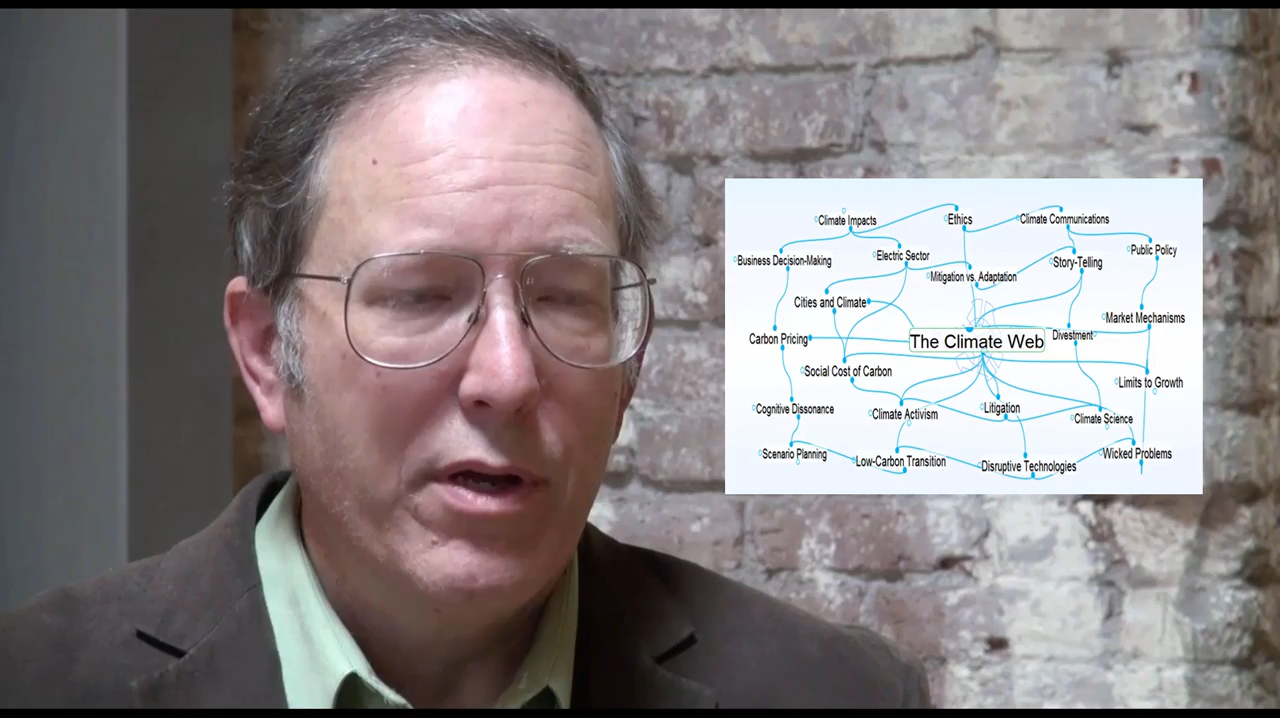 Climate Impacts
Ethics
Climate Communications
Business Decision-Making
Electric Sector
Mitigation vs. Adaptation
Story-Telling
Public Policy
Cities and Climate
Carbon Pricing
The Climate Web
Divestment
Market Mechanisms
Social Cost of Carbon
Limits to Growth
Cognitive Dissonance
Climate Activism
Litigation
Climate Science
Scenario Planning
Low-Carbon Transition
Disruptive Technologies
Wicked Problems